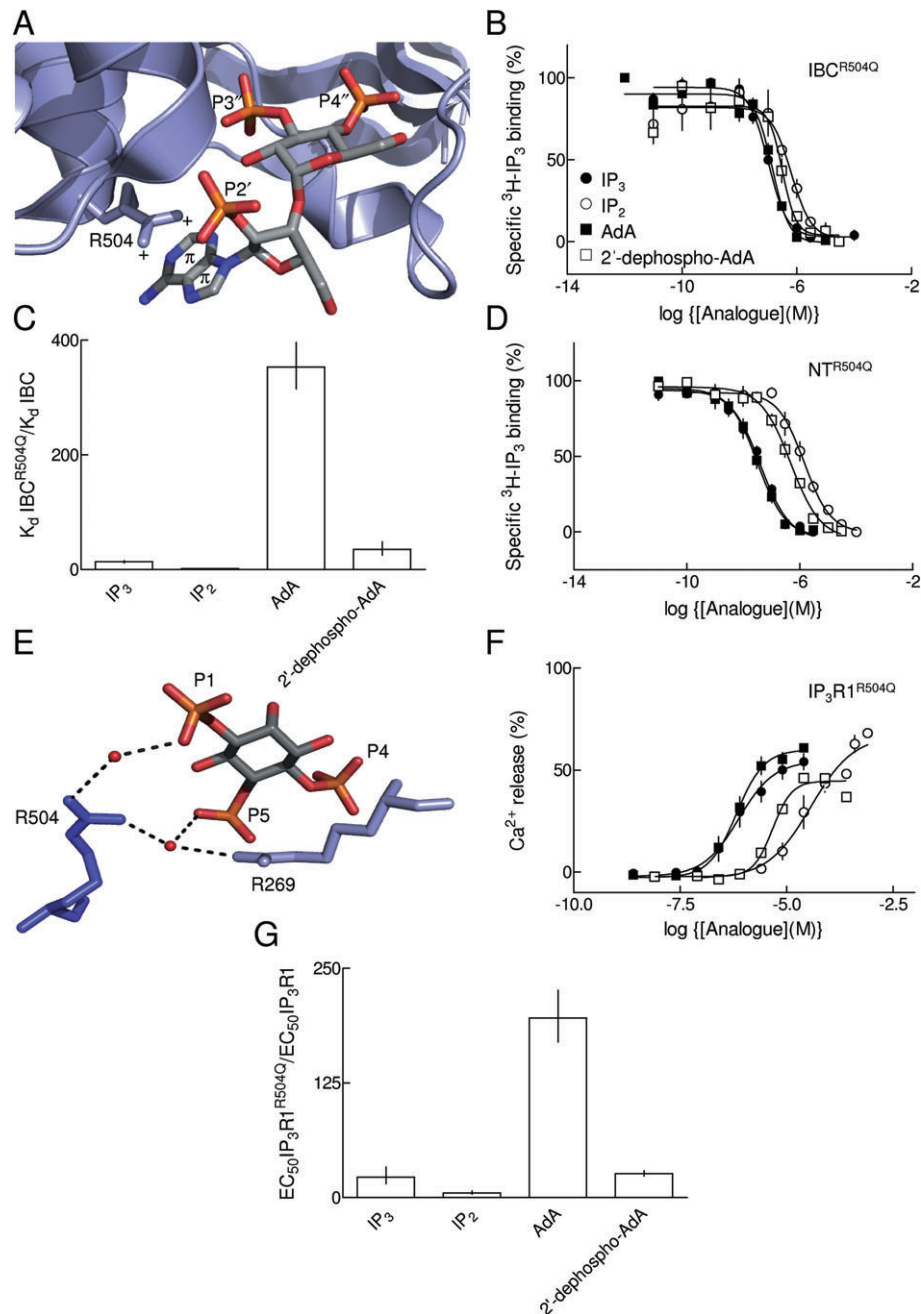 A
P3″
P4″
P2′
R504
+
+
π
π
B
IBC^R504Q
Specific ³H-IP₃ binding (%)
100
50
0
IP₃
IP₂
AdA
2'-dephospho-AdA
-14
-10
-6
-2
log {[Analogue](M)}
C
K_d IBC^R504Q/K_d IBC
400
200
0
IP₃
IP₂
AdA
2'-dephospho-AdA
D
NT^R504Q
Specific ³H-IP₃ binding (%)
100
50
0
-14
-10
-6
-2
log {[Analogue](M)}
E
P1
P4
P5
R504
R269
F
IP₃R1^R504Q
Ca²⁺ release (%)
100
50
0
-10.0
-7.5
-5.0
-2.5
log {[Analogue](M)}
G
EC₅₀IP₃R1^R504Q/EC₅₀IP₃R1
250
125
0
IP₃
IP₂
AdA
2'-dephospho-AdA